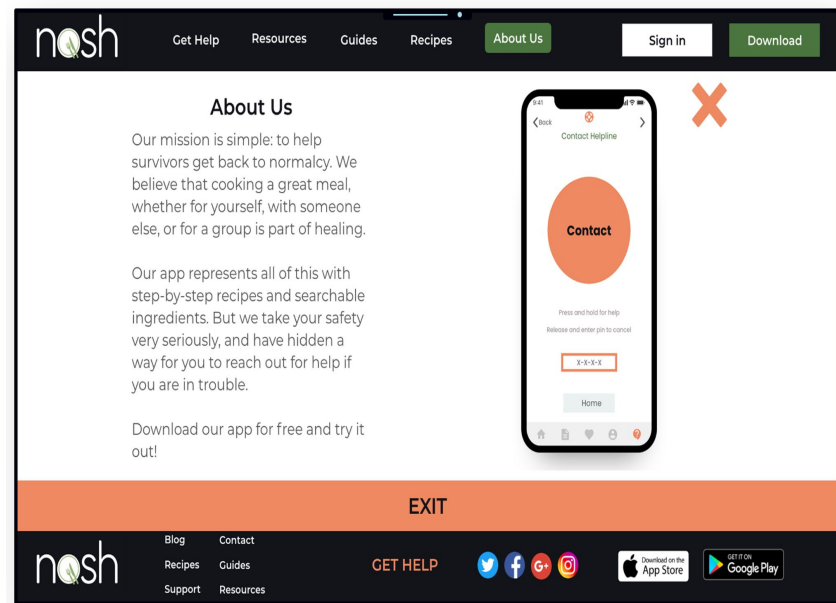 nosh
Get Help
Resources
Guides
Recipes
About Us
Sign in
Download
About Us
Our mission is simple: to help
survivors get back to normalcy. We
believe that cooking a great meal,
whether for yourself, with someone
else, or for a group is part of healing.
Our app represents all of this with
step-by-step recipes and searchable
ingredients. But we take your safety
very seriously, and have hidden a
way for you to reach out for help if
you are in trouble.
Download our app for free and try it
out!
9:41
Back
Contact Helpline
Contact
Press and hold for help
Release and enter pin to cancel
X-X-X-X
Home
X
EXIT
nosh
Blog
Contact
Recipes
Guides
Support
Resources
GET HELP
G+
Download on the
App Store
GET IT ON
Google Play